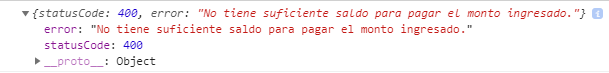 ▼ {statusCode: 400, error: "No tiene suficiente saldo para pagar el monto ingresado."} i
error: "No tiene suficiente saldo para pagar el monto ingresado."
statusCode: 400
▶ __proto__: Object